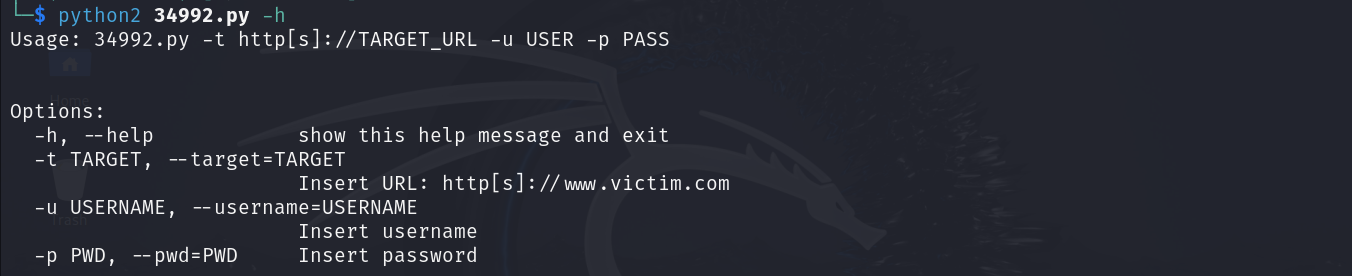 └─$ python2 34992.py -h
Usage: 34992.py -t http[s]://TARGET_URL -u USER -p PASS
Options:
-h, --help show this help message and exit
-t TARGET, --target=TARGET
Insert URL: http[s]://www.victim.com
-u USERNAME, --username=USERNAME
Insert username
-p PWD, --pwd=PWD Insert password